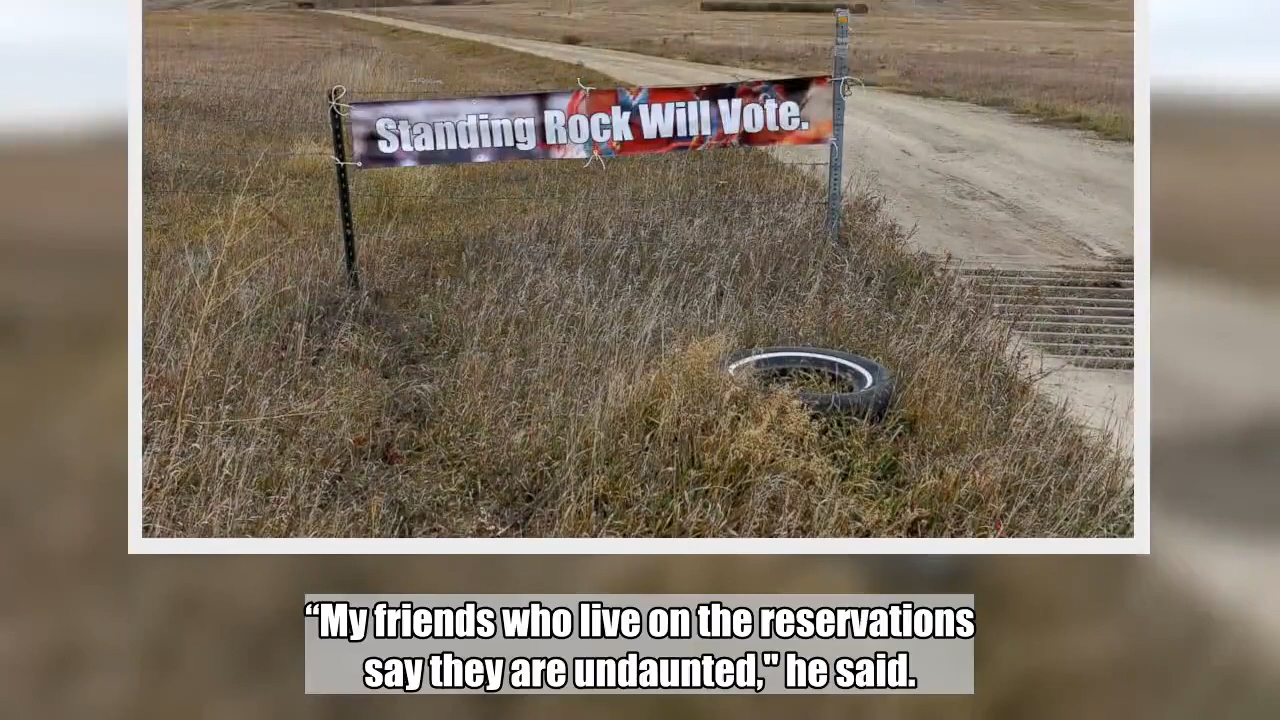 Standing Rock Will Vote.
“My friends who live on the reservations
say they are undaunted," he said.